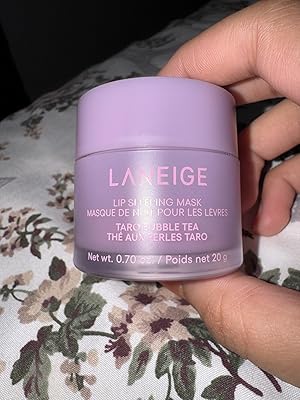 LANEIGE
LIP SLEEPING MASK
MASQUE DE NUIT POUR LES LÈVRES
TARO BUBBLE TEA
THÉ AUX PERLES TARO
Net wt. 0.70 oz. / Poids net 20 g